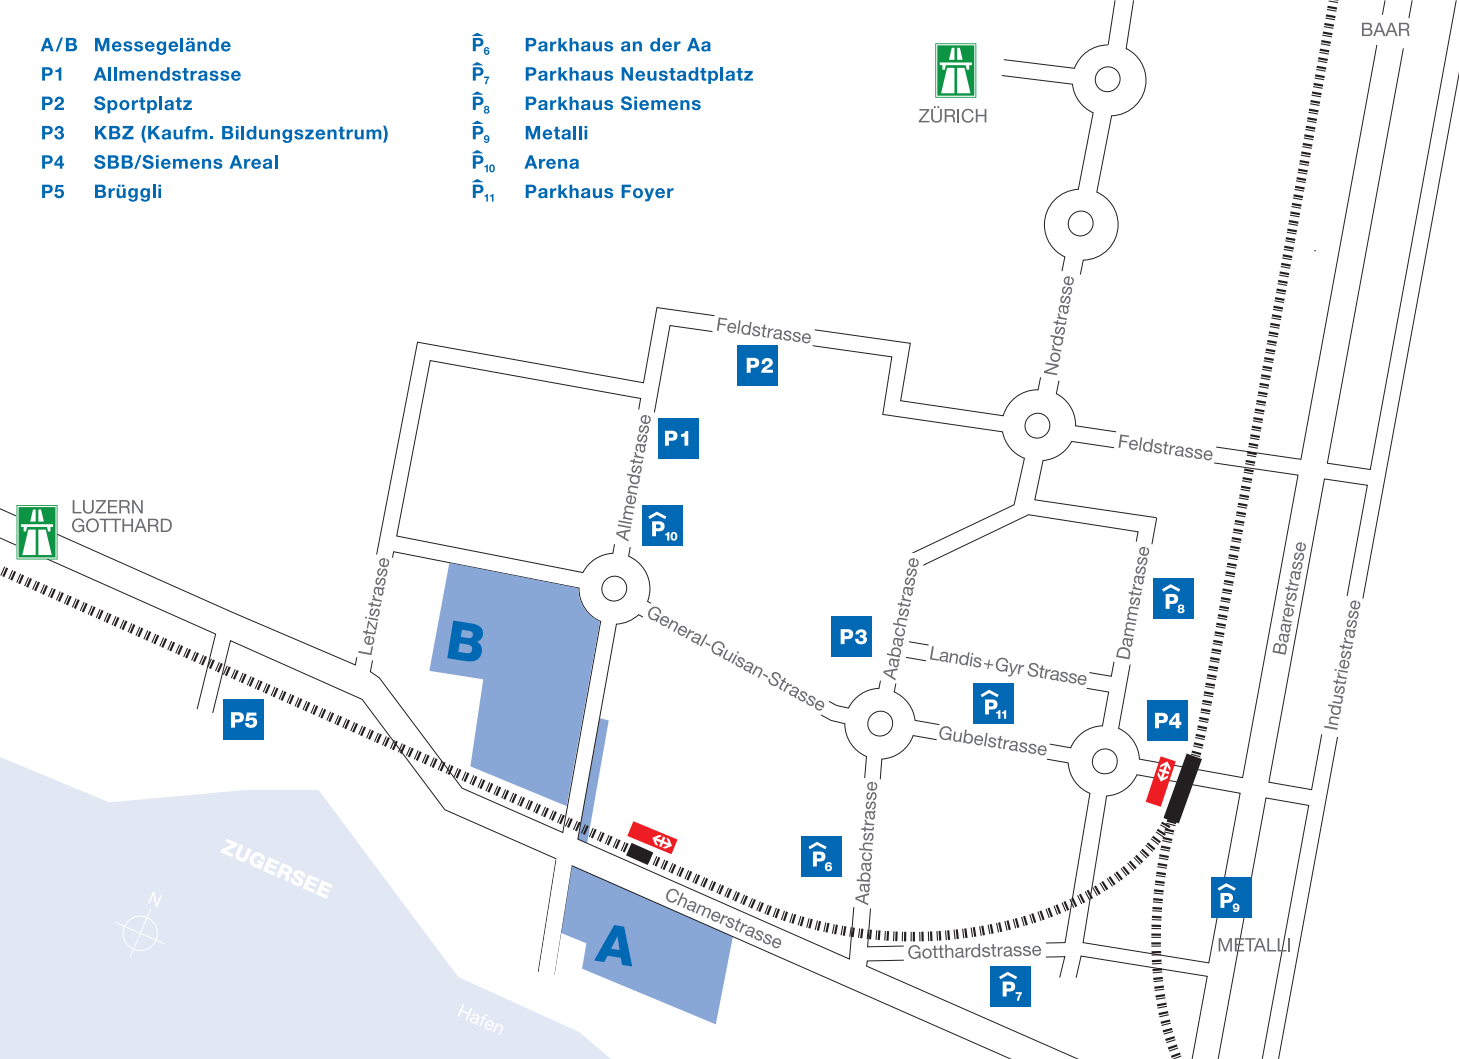 A/B Messegelände
P1 Allmendstrasse
P2 Sportplatz
P3 KBZ (Kaufm. Bildungszentrum)
P4 SBB/Siemens Areal
P5 Brüggli
P6 Parkhaus an der Aa
P7 Parkhaus Neustadtplatz
P8 Parkhaus Siemens
P9 Metalli
P10 Arena
P11 Parkhaus Foyer
BAAR
ZÜRICH
Nordstrasse
Feldstrasse
P2
Allmendstrasse
P1
Feldstrasse
LUZERN
GOTTHARD
P10
Letzistrasse
B
General-Guisan-Strasse
P3
Aabachstrasse
Landis+Gyr Strasse
Dammstrasse
P8
Baarerstrasse
Industriestrasse
P5
P11
P4
Gubelstrasse
ZUGERSEE
N
P6
Aabachstrasse
Chamerstrasse
A
P9
METALLI
Gotthardstrasse
P7
Hafen